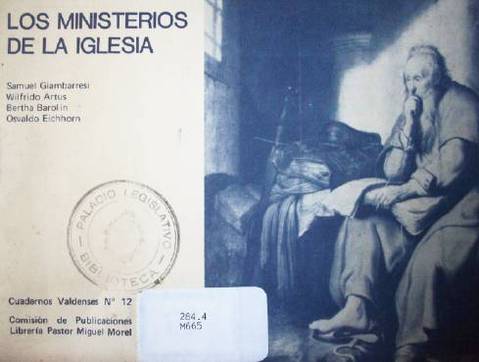 LOS MINISTERIOS
DE LA IGLESIA
Samuel Giambarresi
Wilfrido Artus
Bertha Barolin
Osvaldo Eichhorn
PALACIO LEGISLATIVO
BIBLIOTECA
Cuadernos Valdenses N° 12
Comisión de Publicaciones
Librería Pastor Miguel Morel
284.4
M665